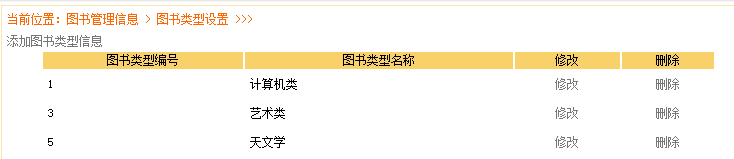 当前位置：图书管理信息 > 图书类型设置 >>>
添加图书类型信息
图书类型编号 图书类型名称 修改 删除
1 计算机类 修改 删除
3 艺术类 修改 删除
5 天文学 修改 删除